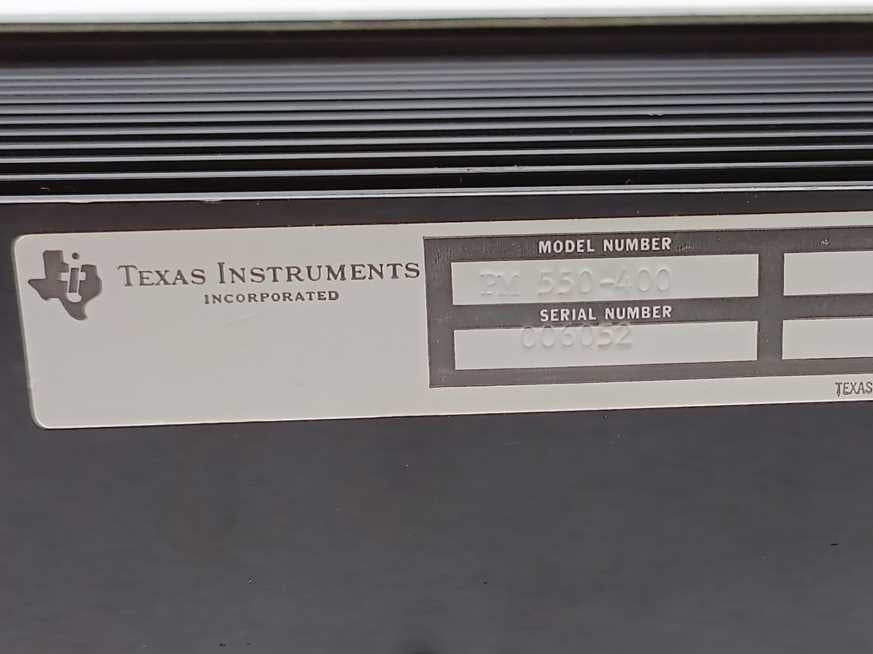 TEXAS INSTRUMENTS
INCORPORATED
MODEL NUMBER
PM 550-400
SERIAL NUMBER
006052
TEXAS